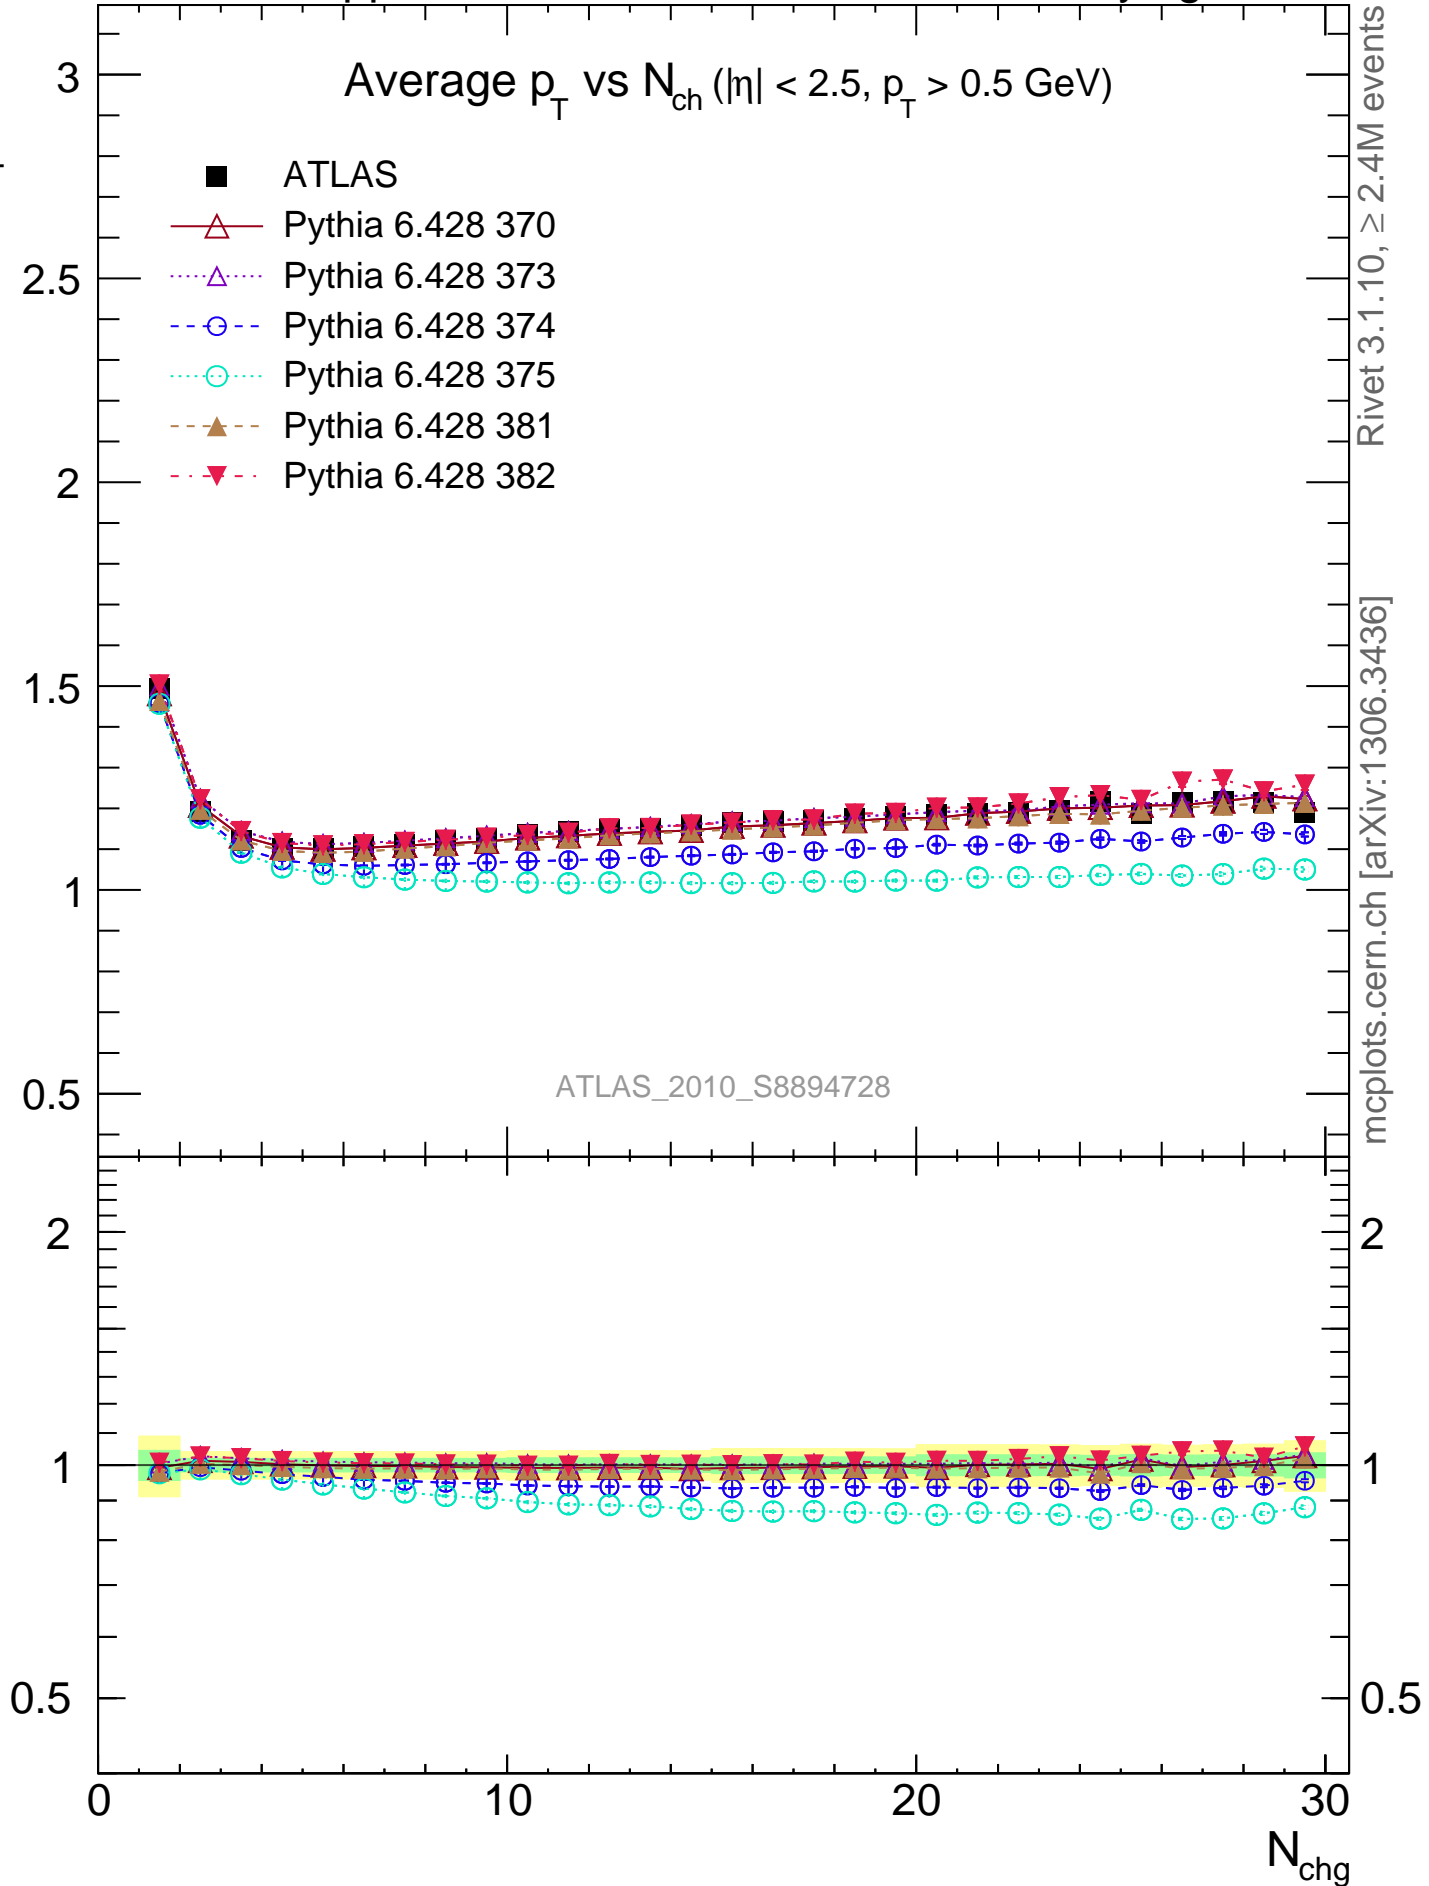 Average p_T vs N_ch (|η| < 2.5, p_T > 0.5 GeV)
ATLAS
Pythia 6.428 370
Pythia 6.428 373
Pythia 6.428 374
Pythia 6.428 375
Pythia 6.428 381
Pythia 6.428 382
3
2.5
2
1.5
1
0.5
ATLAS_2010_S8894728
Rivet 3.1.10, ≥ 2.4M events
mcplots.cern.ch [arXiv:1306.3436]
2
1
0.5
2
1
0.5
0
10
20
30
N_chg